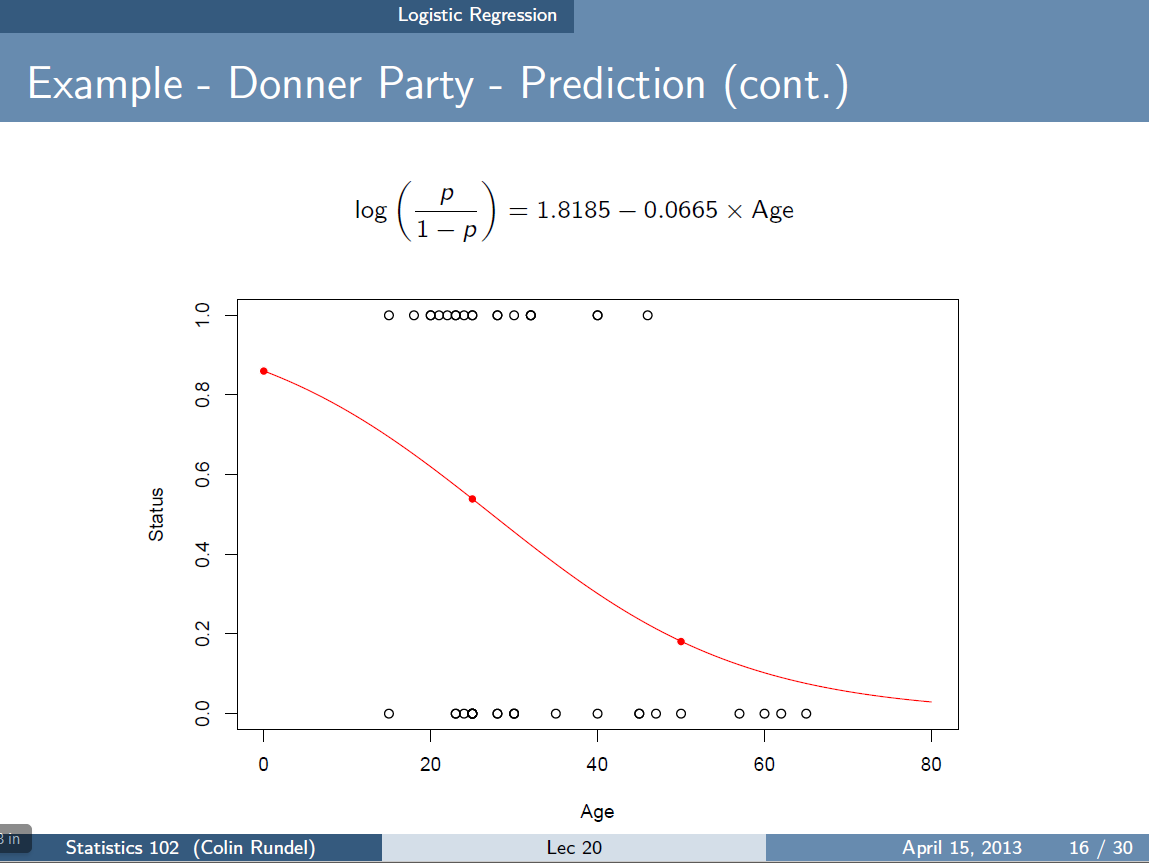 Logistic Regression
Example - Donner Party - Prediction (cont.)
log ( p / 1 − p ) = 1.8185 − 0.0665 × Age
1.0
0.8
0.6
0.4
0.2
0.0
Status
0 20 40 60 80
Age
in
Statistics 102 (Colin Rundel) Lec 20 April 15, 2013 16 / 30